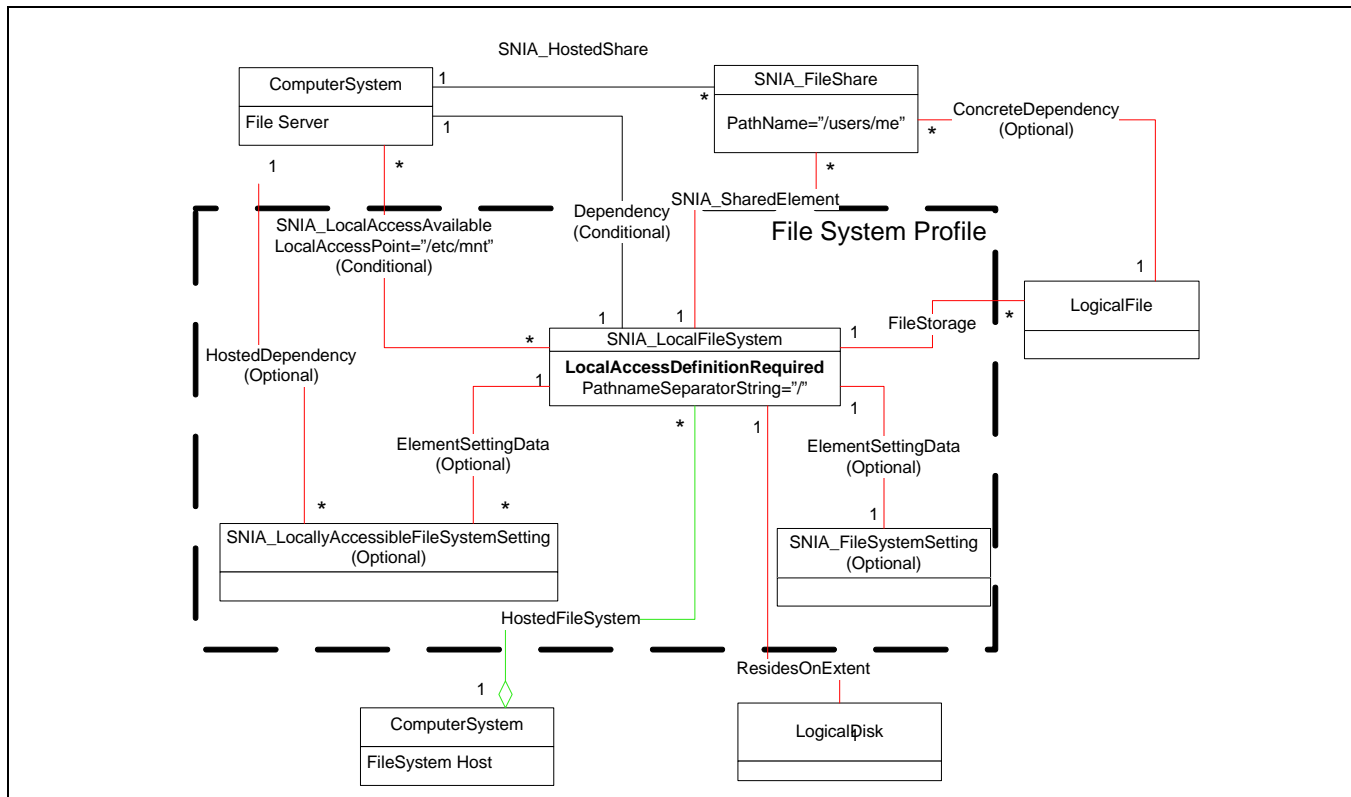 SNIA_HostedShare
ComputerSystem
File Server
1
*
1
1
*
SNIA_FileShare
PathName="/users/me"
*
*
ConcreteDependency
(Optional)
SNIA_SharedElement
SNIA_LocalAccessAvailable
LocalAccessPoint="/etc/mnt"
(Conditional)
Dependency
(Conditional)
File System Profile
1
LogicalFile
*
FileStorage
1
1
1
*
SNIA_LocalFileSystem
LocalAccessDefinitionRequired
PathnameSeparatorString="/"
HostedDependency
(Optional)
1
*
1
1
ElementSettingData
(Optional)
ElementSettingData
(Optional)
*
*
1
SNIA_LocallyAccessibleFileSystemSetting
(Optional)
SNIA_FileSystemSetting
(Optional)
HostedFileSystem
ResidesOnExtent
1
ComputerSystem
FileSystem Host
LogicalDisk
1